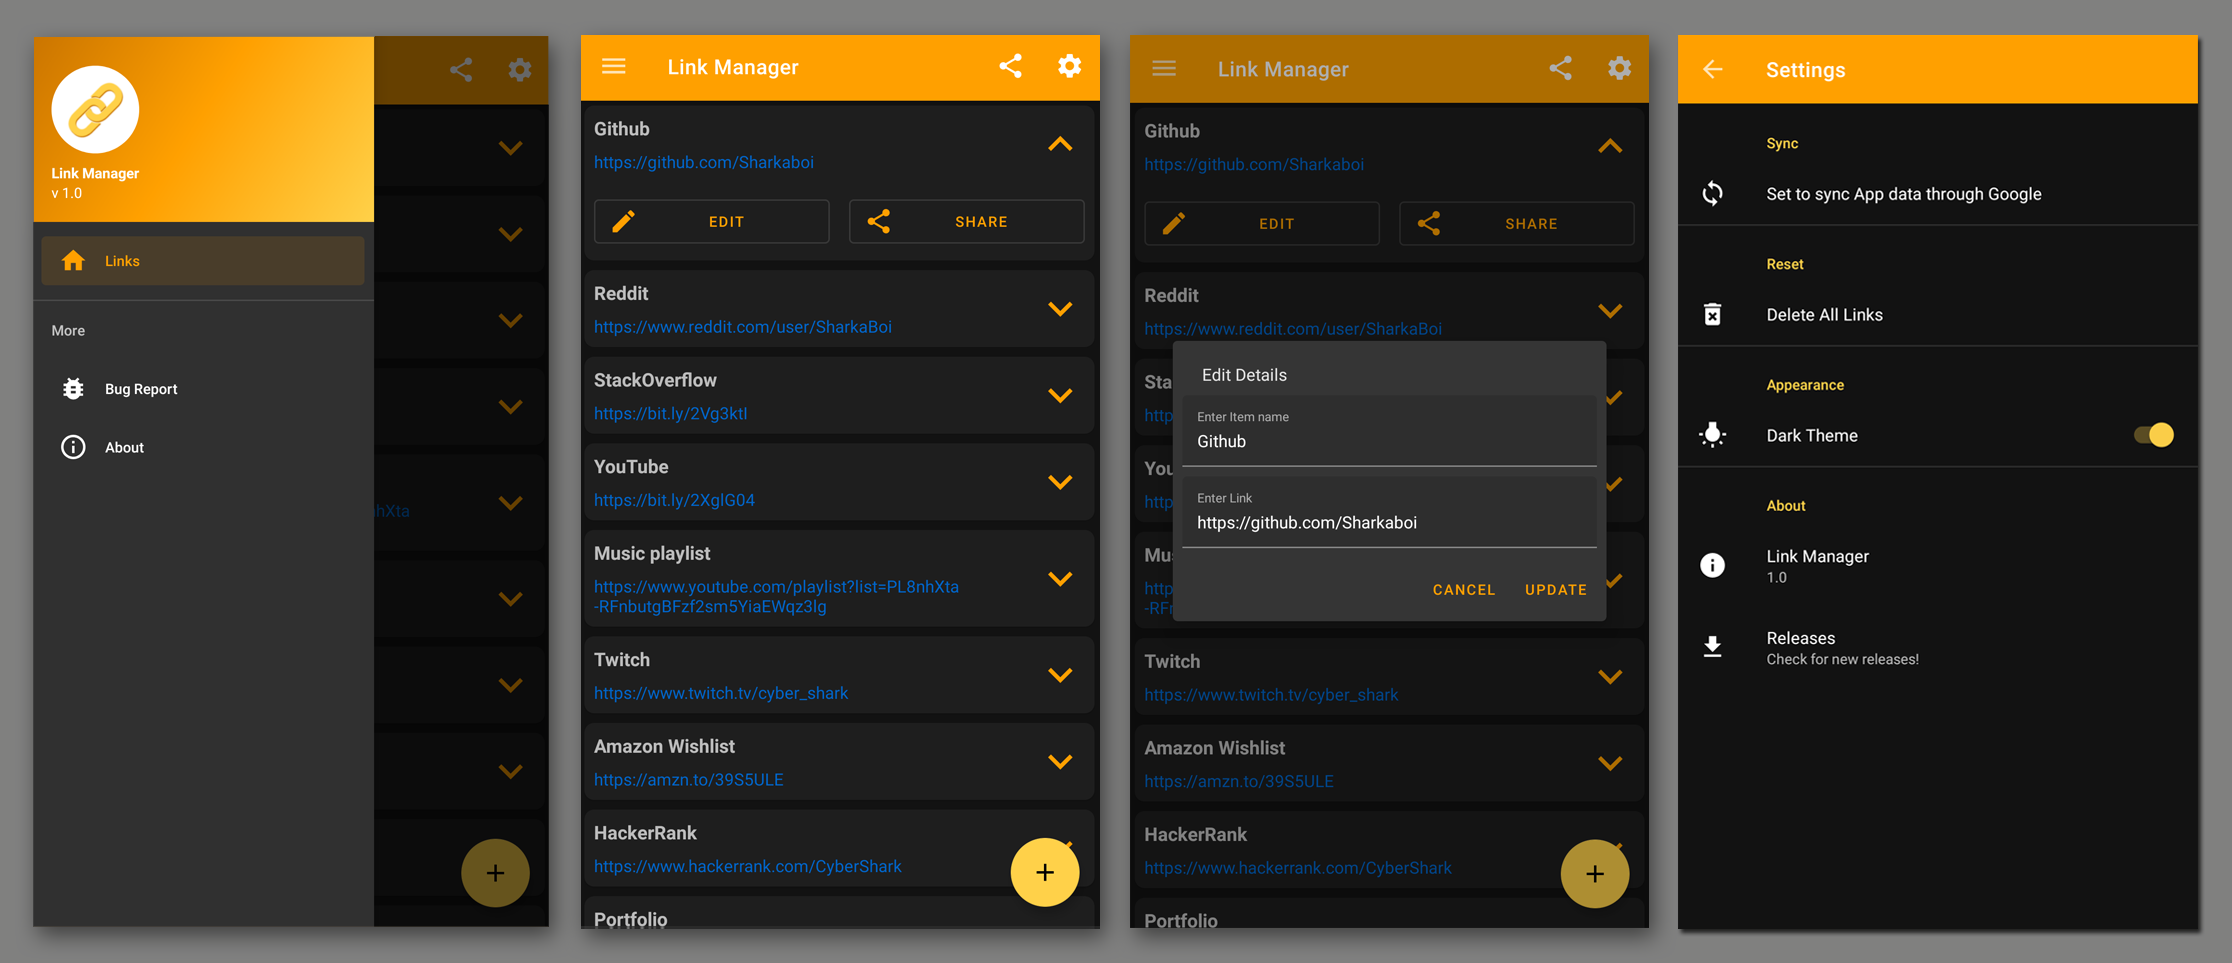 Link Manager
v 1.0
Links
More
Bug Report
About
hXta
Link Manager
Github
https://github.com/Sharkaboi
EDIT
SHARE
Reddit
https://www.reddit.com/user/SharkaBoi
StackOverflow
https://bit.ly/2Vg3ktl
YouTube
https://bit.ly/2XglG04
Music playlist
https://www.youtube.com/playlist?list=PL8nhXta
-RFnbutgBFzf2sm5YiaEWqz3lg
Twitch
https://www.twitch.tv/cyber_shark
Amazon Wishlist
https://amzn.to/39S5ULE
HackerRank
https://www.hackerrank.com/CyberShark
Portfolio
Link Manager
Github
https://github.com/Sharkaboi
EDIT
SHARE
Reddit
https://www.reddit.com/user/SharkaBoi
Sta
http
You
http
Mus
http
-RFn
Edit Details
Enter Item name
Github
Enter Link
https://github.com/Sharkaboi
CANCEL
UPDATE
Twitch
https://www.twitch.tv/cyber_shark
Amazon Wishlist
https://amzn.to/39S5ULE
HackerRank
https://www.hackerrank.com/CyberShark
Portfolio
Settings
Sync
Set to sync App data through Google
Reset
Delete All Links
Appearance
Dark Theme
About
Link Manager
1.0
Releases
Check for new releases!